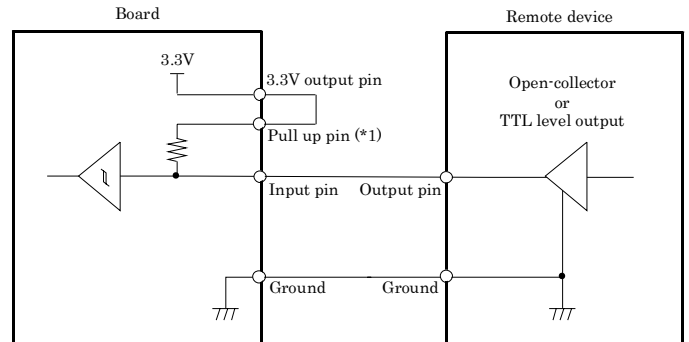 Board
Remote device
3.3V
3.3V output pin
Open-collector
or
TTL level output
Pull up pin (*1)
Input pin
Output pin
Ground
Ground